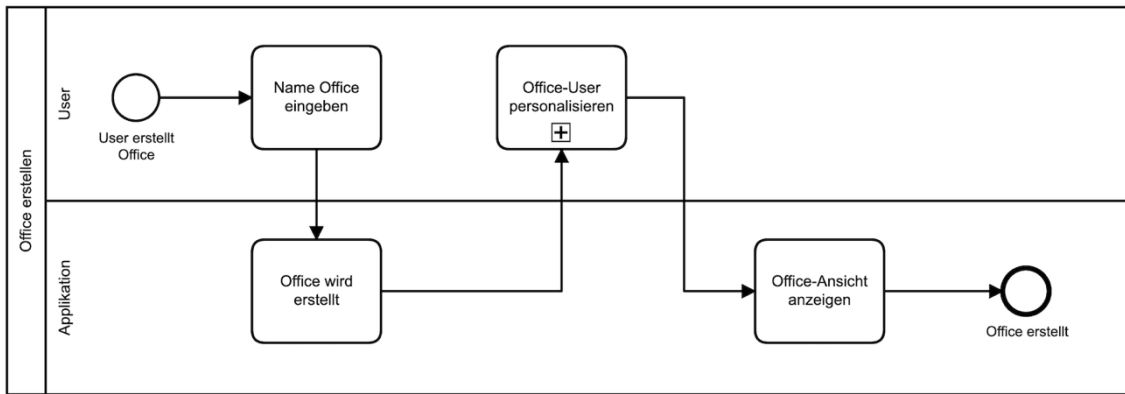 Office erstellen
User
User erstellt
Office
Name Office
eingeben
Office-User
personalisieren
Applikation
Office wird
erstellt
Office-Ansicht
anzeigen
Office erstellt